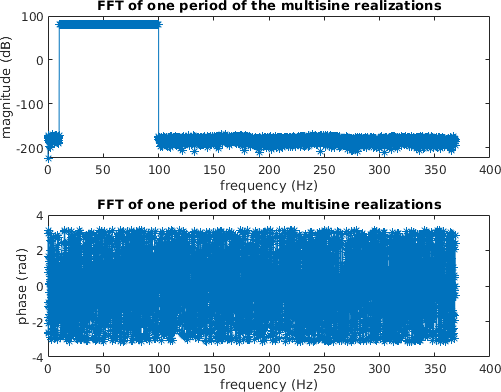 FFT of one period of the multisine realizations
100
0
-100
-200
magnitude (dB)
0 50 100 150 200 250 300 350 400
frequency (Hz)
FFT of one period of the multisine realizations
4
2
0
-2
-4
phase (rad)
0 50 100 150 200 250 300 350 400
frequency (Hz)